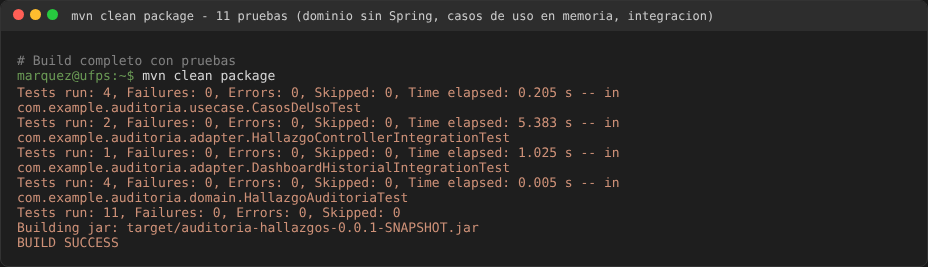 mvn clean package - 11 pruebas (dominio sin Spring, casos de uso en memoria, integracion)
# Build completo con pruebas
marquez@ufps:~$ mvn clean package
Tests run: 4, Failures: 0, Errors: 0, Skipped: 0, Time elapsed: 0.205 s -- in
com.example.auditoria.usecase.CasosDeUsoTest
Tests run: 2, Failures: 0, Errors: 0, Skipped: 0, Time elapsed: 5.383 s -- in
com.example.auditoria.adapter.HallazgoControllerIntegrationTest
Tests run: 1, Failures: 0, Errors: 0, Skipped: 0, Time elapsed: 1.025 s -- in
com.example.auditoria.adapter.DashboardHistorialIntegrationTest
Tests run: 4, Failures: 0, Errors: 0, Skipped: 0, Time elapsed: 0.005 s -- in
com.example.auditoria.domain.HallazgoAuditoriaTest
Tests run: 11, Failures: 0, Errors: 0, Skipped: 0
Building jar: target/auditoria-hallazgos-0.0.1-SNAPSHOT.jar
BUILD SUCCESS